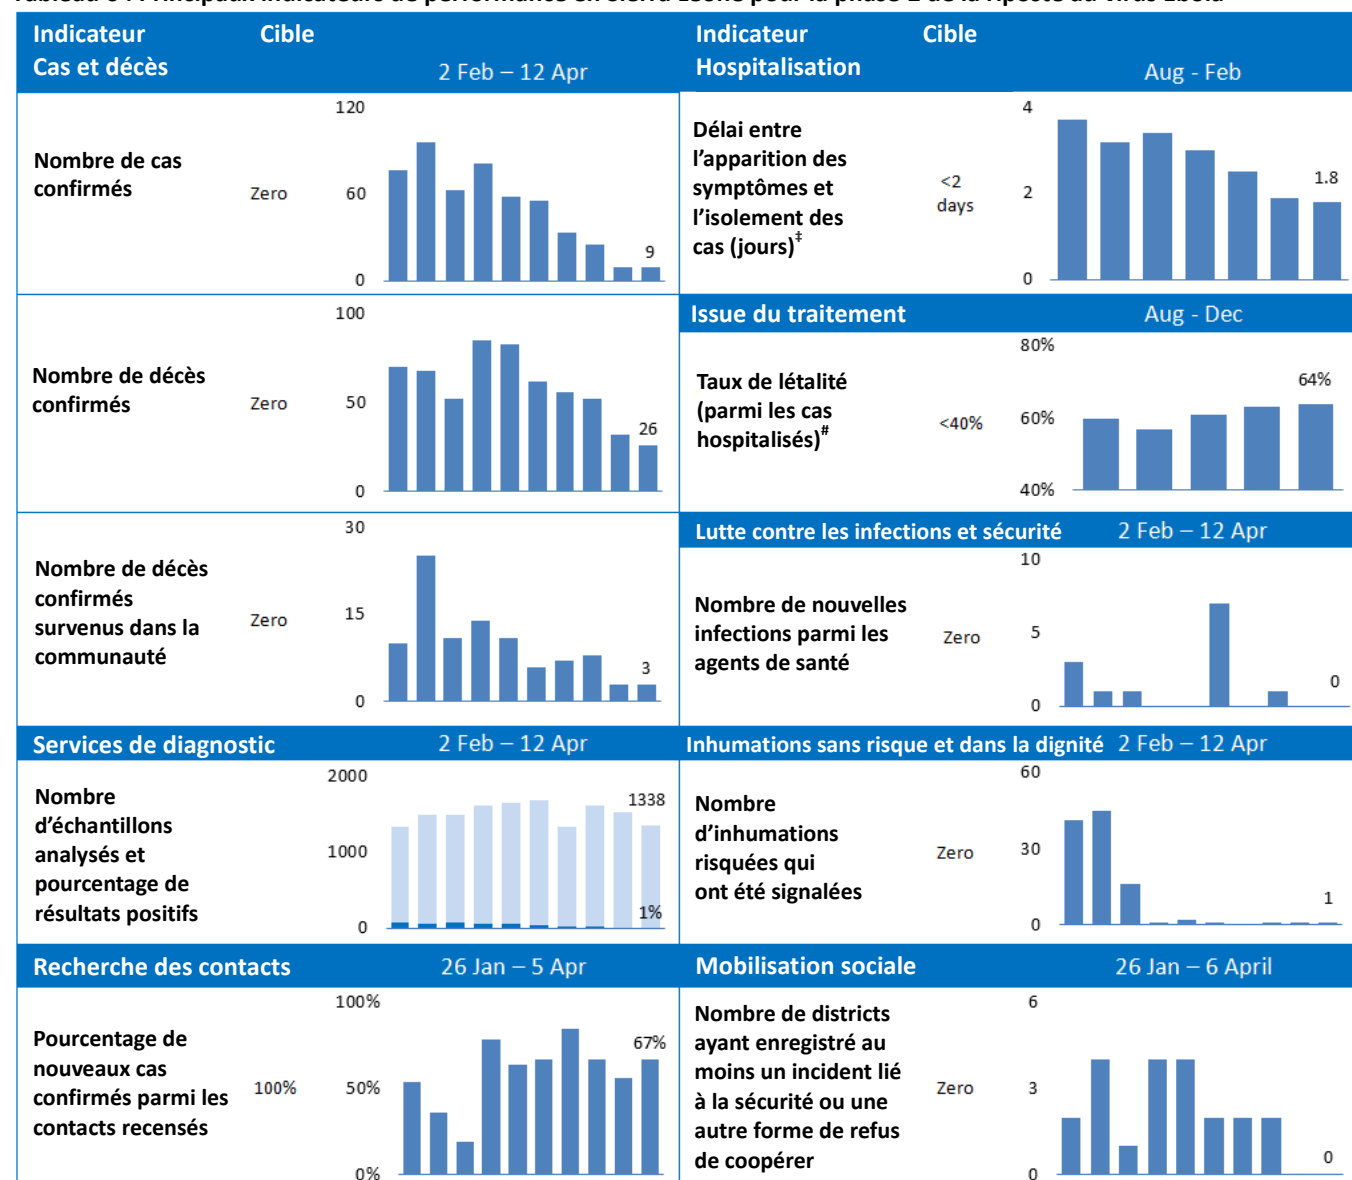 Indicateur Cible
Cas et décès 2 Feb – 12 Apr
Nombre de cas
confirmés
Zero
120
60
0
9
Nombre de décès
confirmés
Zero
100
50
0
26
Nombre de décès
confirmés
survenus dans la
communauté
Zero
30
15
0
3
Services de diagnostic 2 Feb – 12 Apr
Nombre
d’échantillons
analysés et
pourcentage de
résultats positifs
2000
1000
0
1338
1%
Recherche des contacts 26 Jan – 5 Apr
Pourcentage de
nouveaux cas
confirmés parmi les
contacts recensés
100%
100%
50%
0%
67%
Indicateur Cible
Hospitalisation Aug - Feb
Délai entre
l’apparition des
symptômes et
l’isolement des
cas (jours)‡
<2
days
4
2
0
1.8
Issue du traitement Aug - Dec
Taux de létalité
(parmi les cas
hospitalisés)#
<40%
80%
60%
40%
64%
Lutte contre les infections et sécurité 2 Feb – 12 Apr
Nombre de nouvelles
infections parmi les
agents de santé
Zero
10
5
0
0
Inhumations sans risque et dans la dignité 2 Feb – 12 Apr
Nombre
d’inhumations
risquées qui
ont été signalées
Zero
60
30
0
1
Mobilisation sociale 26 Jan – 6 April
Nombre de districts
ayant enregistré au
moins un incident lié
à la sécurité ou une
autre forme de refus
de coopérer
Zero
6
3
0
0